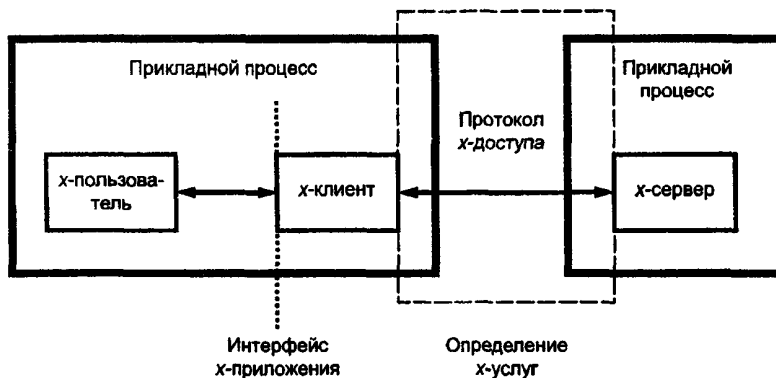 Прикладной процесс
Прикладной
процесс
Протокол
х-доступа
х-пользова-
тель
х-клиент
х-сервер
Интерфейс
х-приложения
Определение
х-услуг